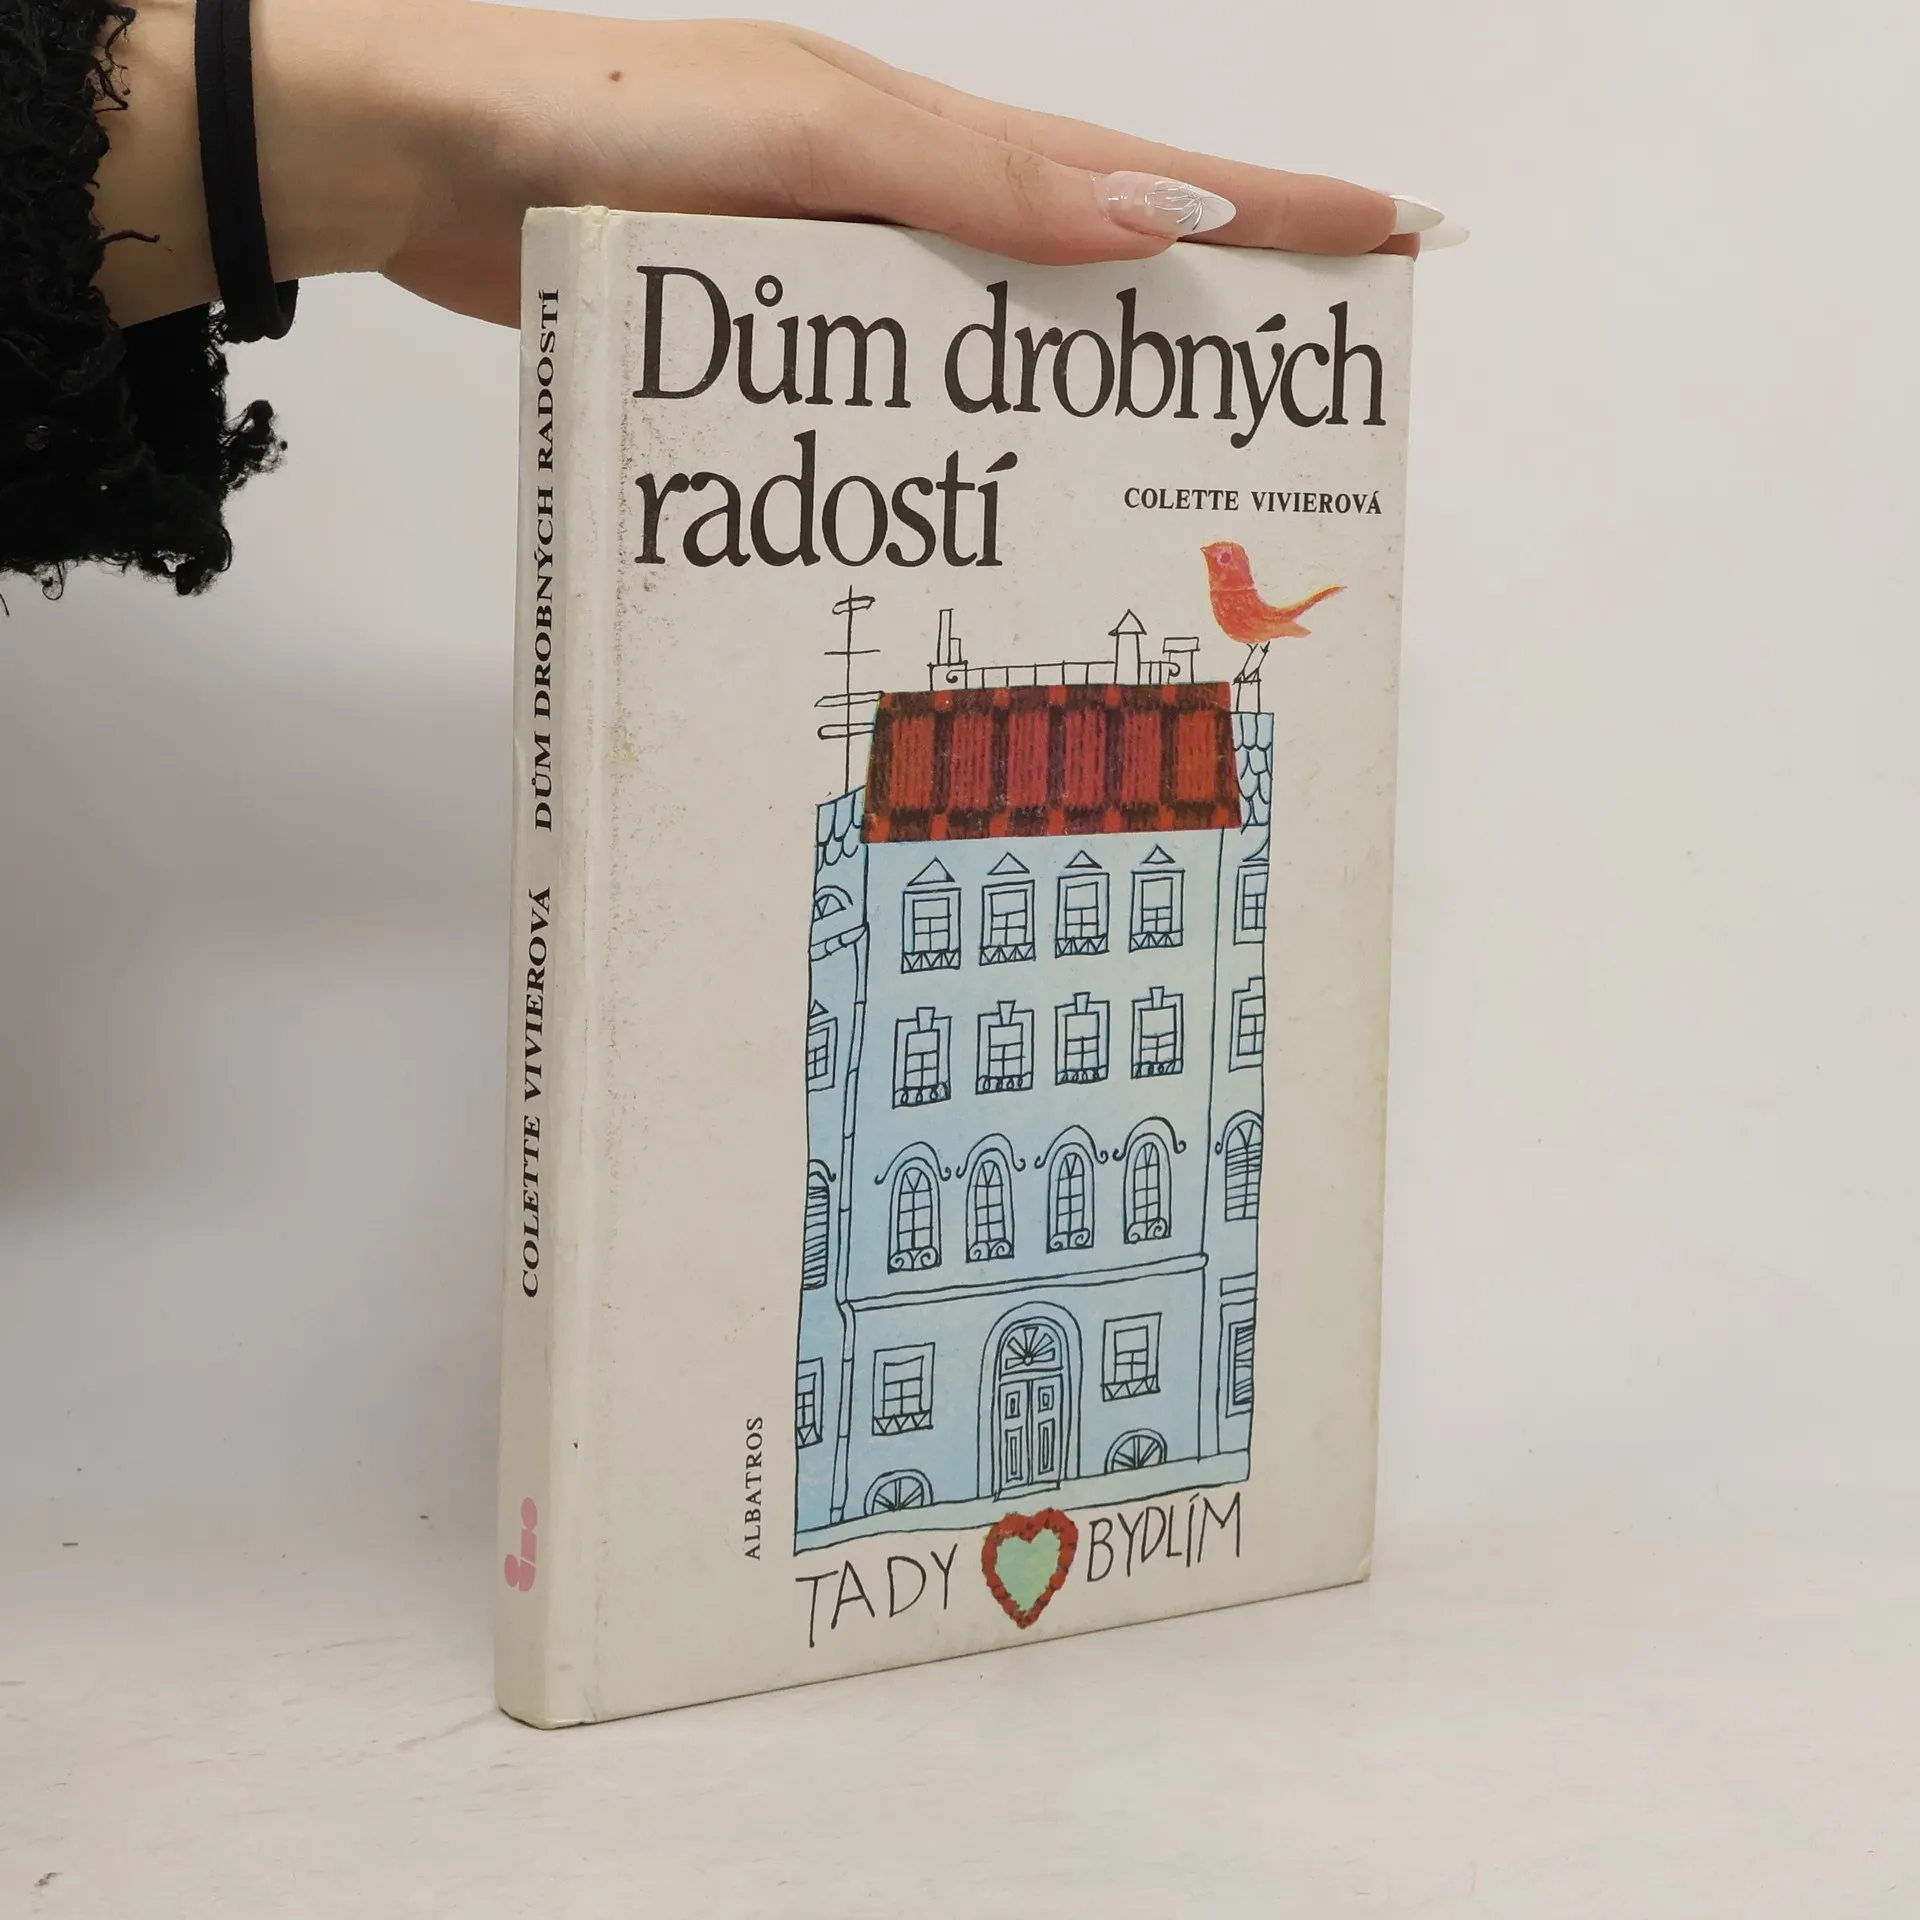 Dům drobných
radostí
COLETTE VIVIEROVÁ
ALBATROS
TADY BYDLÍM
COLETTE VIVIEROVÁ DŮM DROBNÝCH RADOSTÍ